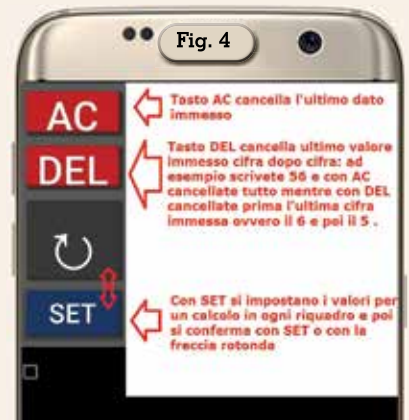 Fig. 4
AC
Tasto AC cancella l'ultimo dato
immesso
DEL
Tasto DEL cancella ultimo valore
immesso cifra dopo cifra: ad
esempio scrivete 56 e con AC
cancellate tutto mentre con DEL
cancellate prima l'ultima cifra
immessa ovvero il 6 e poi il 5 .
SET
Con SET si impostano i valori per
un calcolo in ogni riquadro e poi
si conferma con SET o con la
freccia rotonda